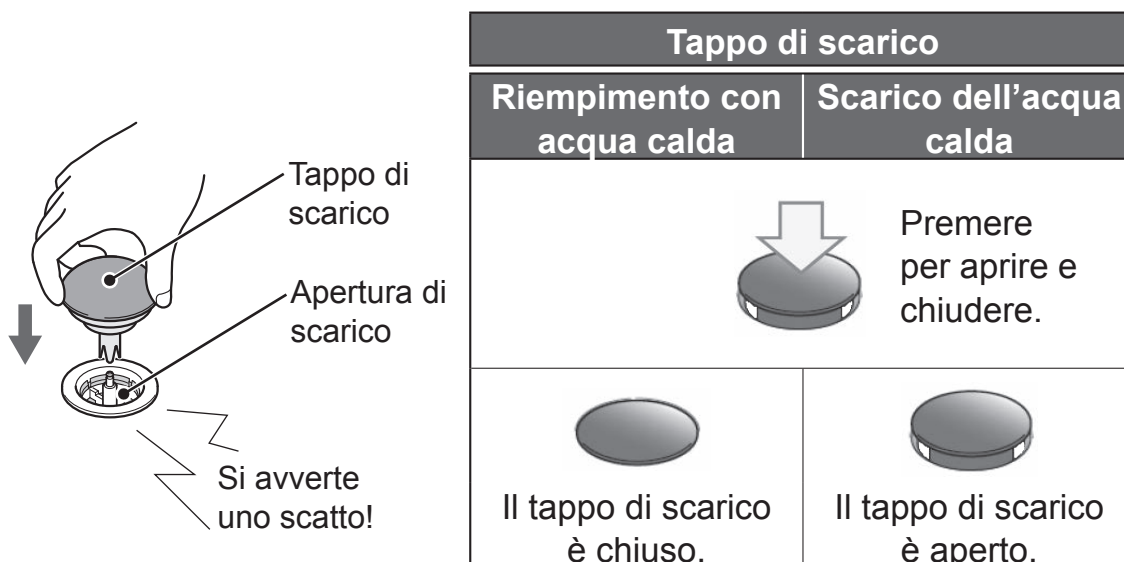 Tappo di
scarico
Apertura di
scarico
Si avverte
uno scatto!
Tappo di scarico
Riempimento con
acqua calda
Scarico dell’acqua
calda
Premere
per aprire e
chiudere.
Il tappo di scarico
è chiuso.
Il tappo di scarico
è aperto.